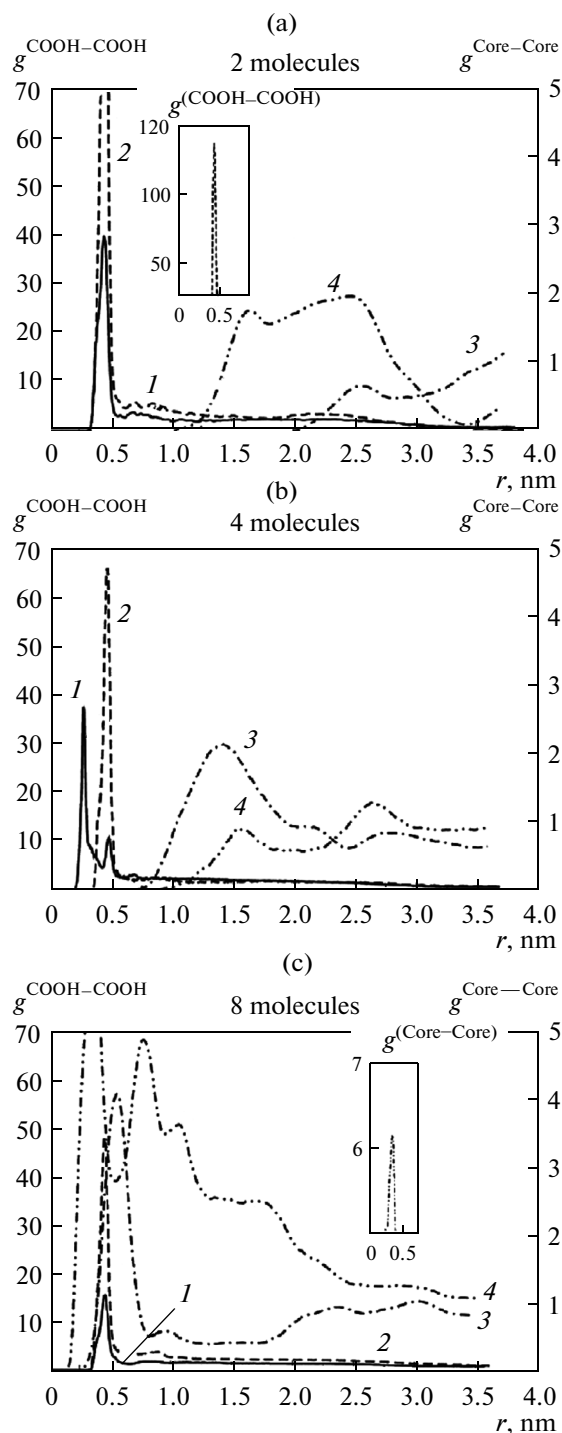 (a)
g^COOH–COOH 2 molecules g^Core–Core
70 60 50 40 30 20 10
5 4 3 2 1
g^(COOH–COOH)
120
100
50
0 0.5
2
1
4
3
0 0.5 1.0 1.5 2.0 2.5 3.0 3.5 4.0
r, nm
(b)
g^COOH–COOH 4 molecules g^Core–Core
70 60 50 40 30 20 10
5 4 3 2 1
2
1
3
4
0 0.5 1.0 1.5 2.0 2.5 3.0 3.5 4.0
r, nm
(c)
g^COOH–COOH 8 molecules g^Core—Core
70 60 50 40 30 20 10
5 4 3 2 1
g^(Core–Core)
7
6
0 0.5
1
2
4
3
0 0.5 1.0 1.5 2.0 2.5 3.0 3.5 4.0
r, nm